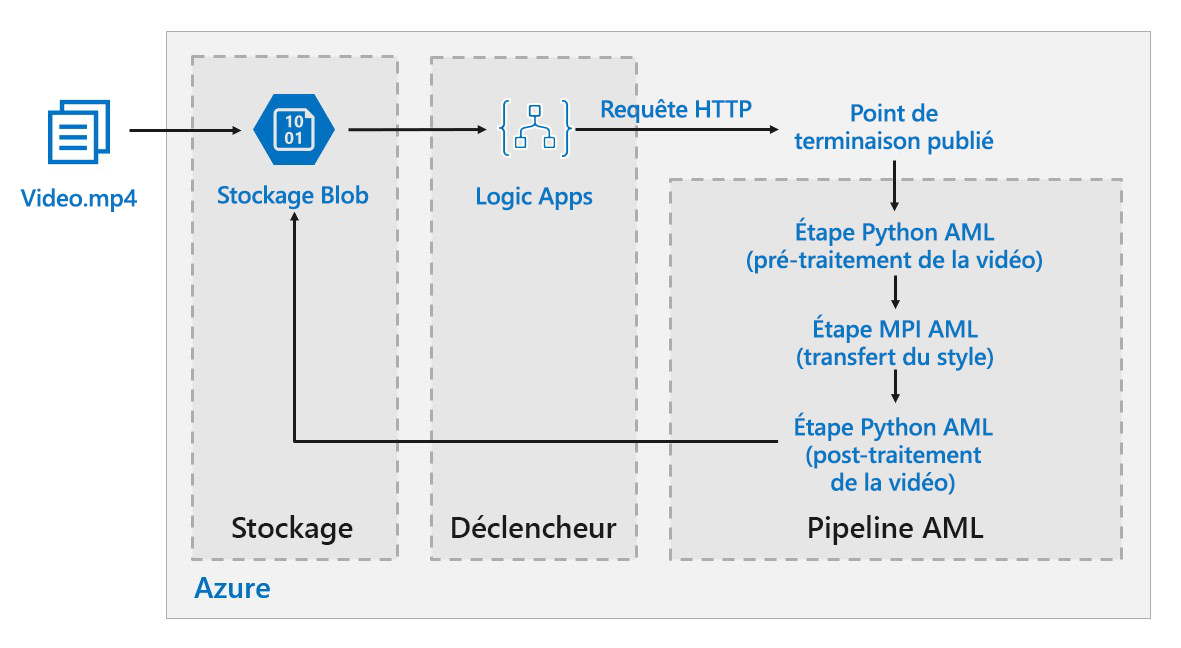 Video.mp4
10
01
Stockage Blob
Logic Apps
Requête HTTP
Point de
terminaison publié
Étape Python AML
(pré-traitement de la vidéo)
Étape MPI AML
(transfert du style)
Étape Python AML
(post-traitement
de la vidéo)
Stockage
Déclencheur
Pipeline AML
Azure